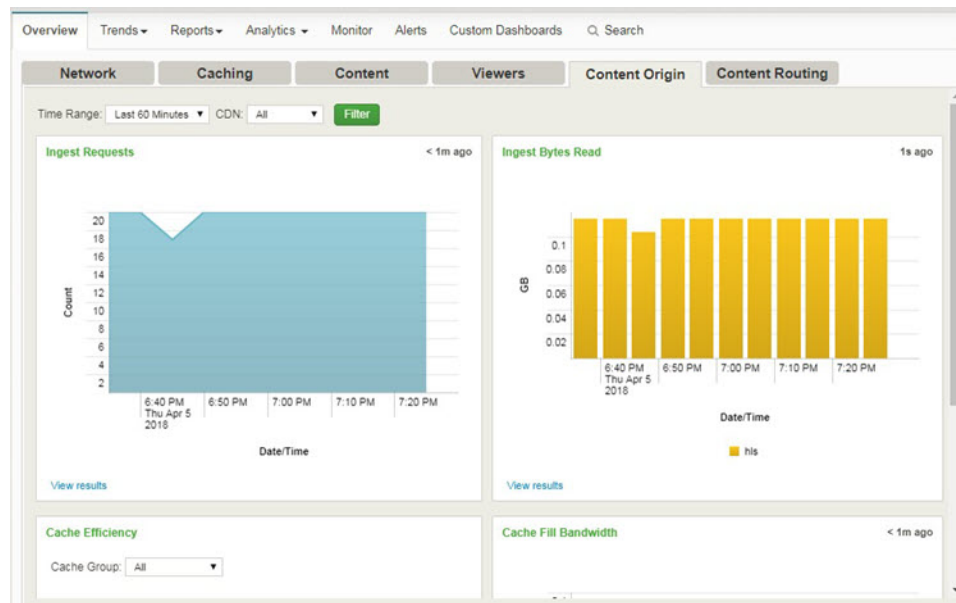 Overview Trends Reports Analytics Monitor Alerts Custom Dashboards Search
Network Caching Content Viewers Content Origin Content Routing
Time Range: Last 60 Minutes CDN: All Filter
Ingest Requests < 1m ago
20
18
16
14
12
10
8
6
4
2
Count
6:40 PM 6:50 PM 7:00 PM 7:10 PM 7:20 PM
Thu Apr 5
2018
Date/Time
View results
Ingest Bytes Read 1s ago
0.1
0.08
0.06
0.04
0.02
GB
6:40 PM 6:50 PM 7:00 PM 7:10 PM 7:20 PM
Thu Apr 5
2018
Date/Time
hls
View results
Cache Efficiency
Cache Group: All
Cache Fill Bandwidth < 1m ago